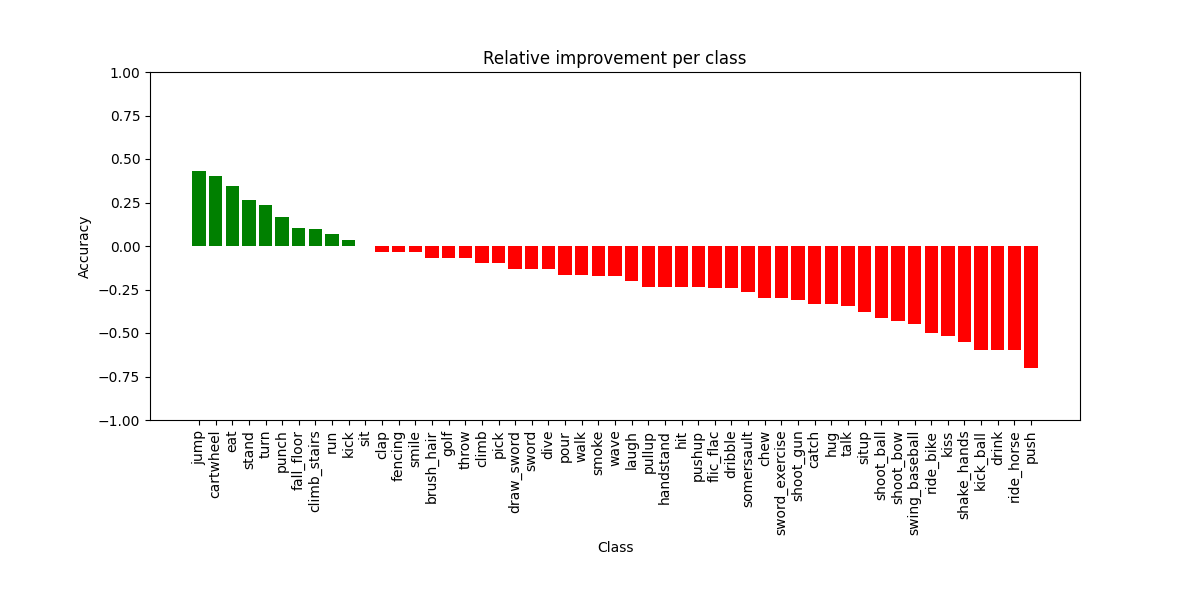 Relative improvement per class
Accuracy
1.00
0.75
0.50
0.25
0.00
−0.25
−0.50
−0.75
−1.00
jump
cartwheel
eat
stand
turn
punch
fall_floor
climb_stairs
run
kick
sit
clap
fencing
smile
brush_hair
golf
throw
climb
pick
draw_sword
sword
dive
pour
walk
smoke
wave
laugh
pullup
handstand
hit
pushup
flic_flac
dribble
somersault
chew
sword_exercise
shoot_gun
catch
hug
talk
situp
shoot_ball
shoot_bow
swing_baseball
ride_bike
kiss
shake_hands
kick_ball
drink
ride_horse
push
Class